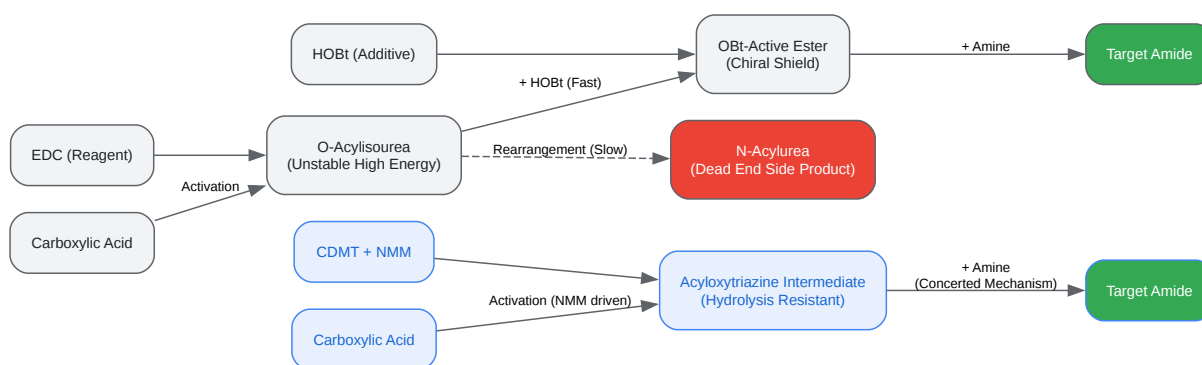 HOBt (Additive)
OBt-Active Ester
(Chiral Shield)
+ Amine
Target Amide
+ HOBt (Fast)
EDC (Reagent)
O-Acylisourea
(Unstable High Energy)
Rearrangement (Slow)
N-Acylurea
(Dead End Side Product)
Activation
Carboxylic Acid
CDMT + NMM
Acyloxytriazine Intermediate
(Hydrolysis Resistant)
+ Amine
(Concerted Mechanism)
Target Amide
Activation (NMM driven)
Carboxylic Acid